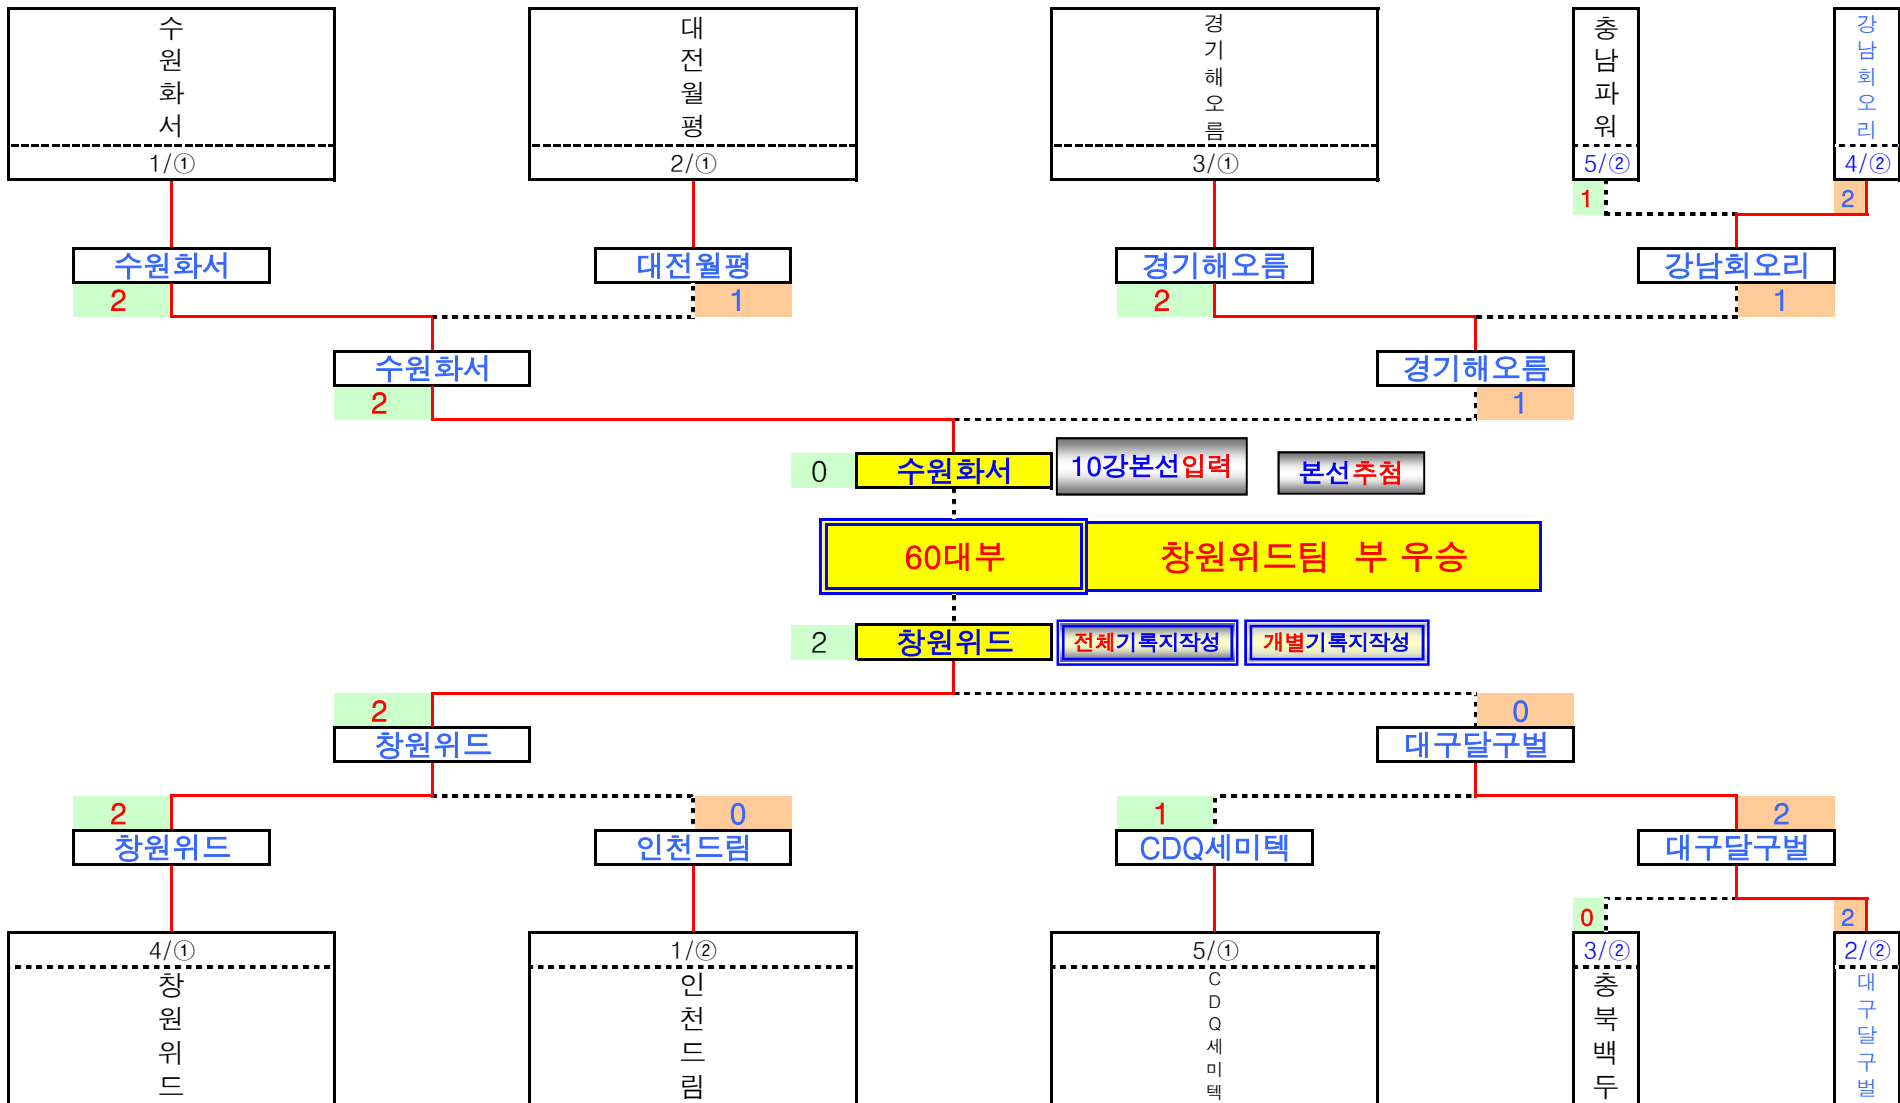 수원화서
대전월평
경기해오름
충남파워
강남회오리
1/①
2/①
3/①
5/②
4/②
1
2
수원화서
대전월평
경기해오름
강남회오리
2
1
2
1
수원화서
경기해오름
2
1
0
수원화서
10강본선입력
본선추첨
60대부
창원위드팀 부 우승
2
창원위드
전체기록지작성
개별기록지작성
2
0
창원위드
대구달구벌
2
0
1
2
창원위드
인천드림
CDQ세미텍
대구달구벌
0
2
4/①
1/②
5/①
3/②
2/②
창원위드
인천드림
CDQ세미텍
충북백두
대구달구벌